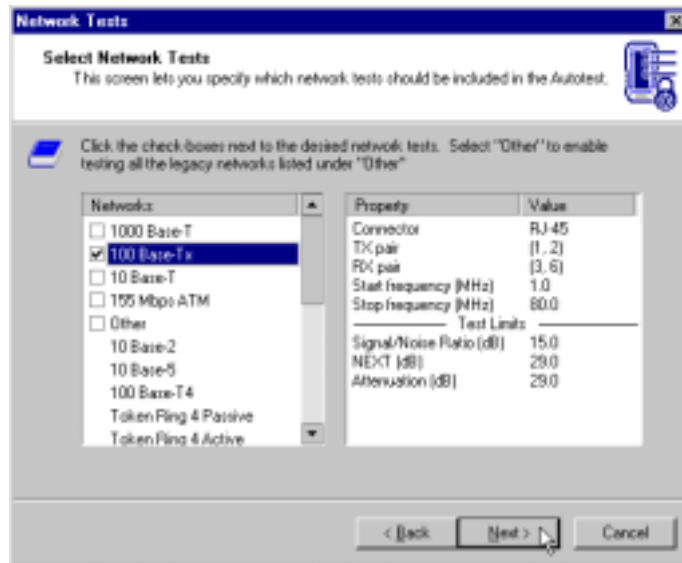 Network Tests
Select Network Tests
This screen lets you specify which network tests should be included in the Autotest.
Click the check-boxes next to the desired network tests. Select "Other" to enable
testing all the legacy networks listed under "Other"
Networks
1000 Base-T
100 Base-Tx
10 Base-T
155 Mbps ATM
Other
10 Base-2
10 Base-5
100 Base-T4
Token Ring 4 Passive
Token Ring 4 Active
Property Value
Connector RJ-45
TX pair (1, 2)
RX pair (3, 6)
Start frequency (MHz) 1.0
Stop frequency (MHz) 80.0
Test Limits
Signal/Noise Ratio (dB) 15.0
NEXT (dB) 29.0
Attenuation (dB) 29.0
< Back Next > Cancel